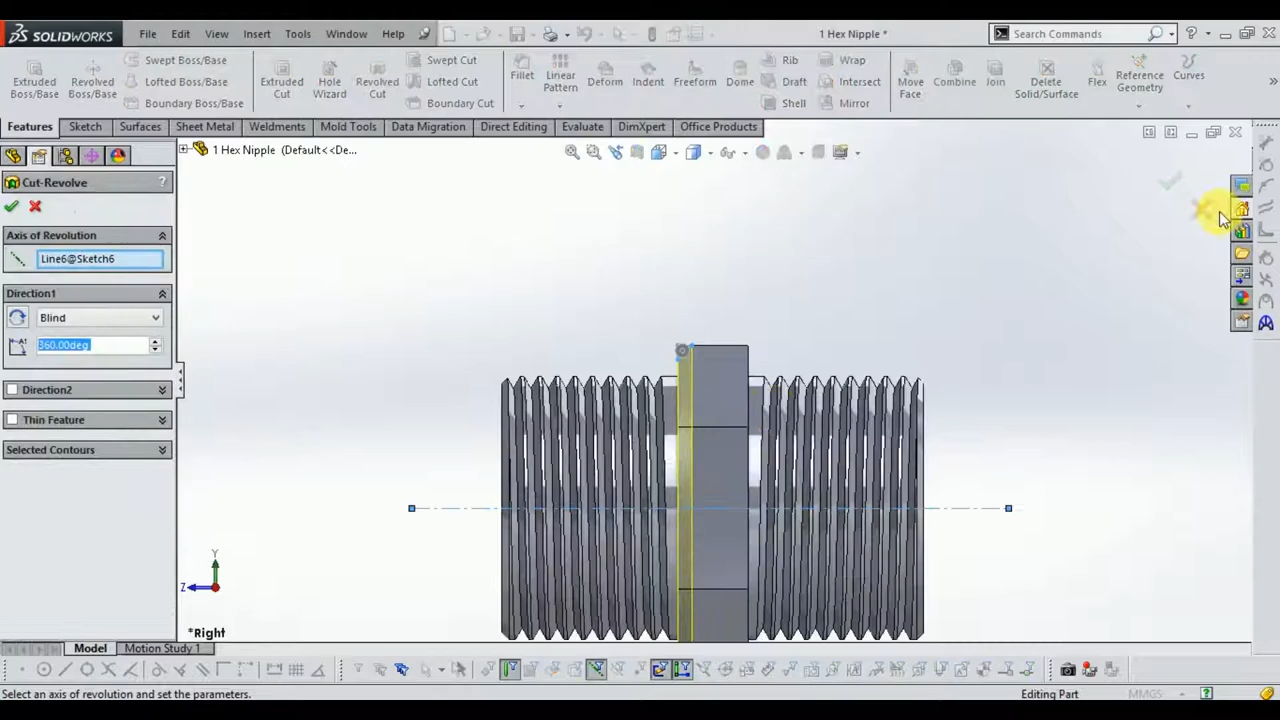 SOLIDWORKS File Edit View Insert Tools Window Help 1 Hex Nipple * Search Commands
Extruded Boss/Base Revolved Boss/Base Swept Boss/Base Lofted Boss/Base Boundary Boss/Base Extruded Cut Hole Wizard Revolved Cut Swept Cut Lofted Cut Boundary Cut Fillet Linear Pattern Deform Indent Freeform Dome Rib Draft Shell Wrap Intersect Mirror Move Face Combine Join Delete Solid/Surface Flex Reference Geometry Curves
Features Sketch Surfaces Sheet Metal Weldments Mold Tools Data Migration Direct Editing Evaluate DimXpert Office Products
1 Hex Nipple (Default<<De...
Cut-Revolve ?
Axis of Revolution
Line6@Sketch6
Direction1
Blind
360.00deg
Direction2
Thin Feature
Selected Contours
Y
Z
*Right
Model Motion Study 1
Select an axis of revolution and set the parameters. Editing Part MMGS